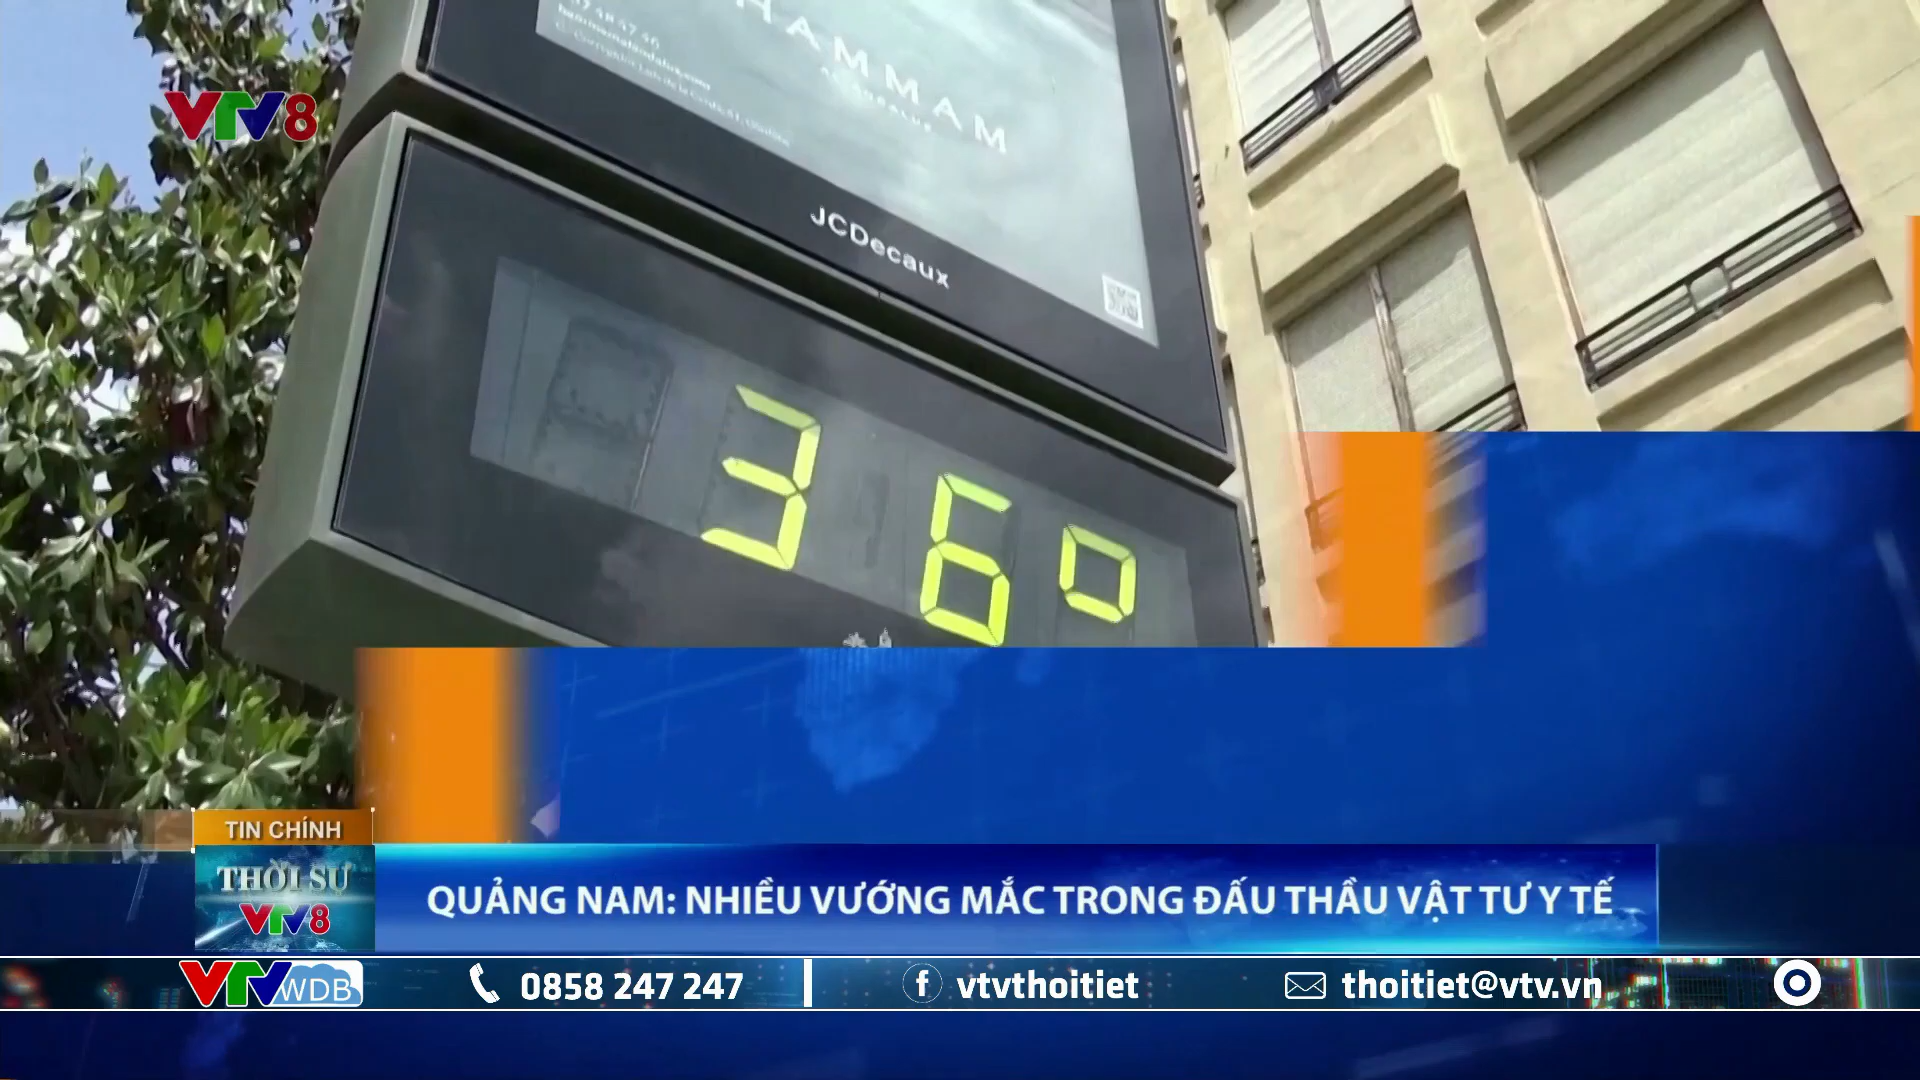 HAMMAM
JCDecaux
VTV8
36°
TIN CHÍNH
THỜI SỰ
VTV8
QUẢNG NAM: NHIỀU VƯỚNG MẮC TRONG ĐẤU THẦU VẬT TƯ Y TẾ
VTV WDB
0858 247 247
vtvthoitiet
thoitiet@vtv.vn